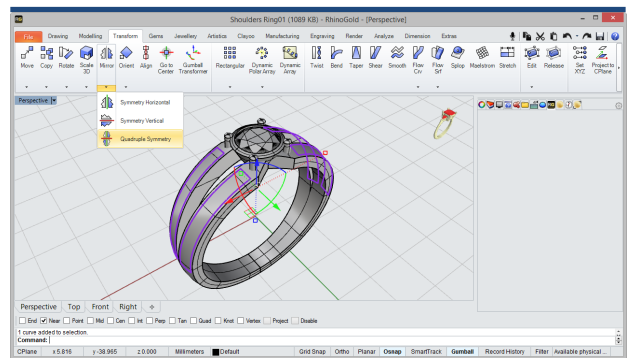 Shoulders Ring01 (1089 KB) - RhinoGold - [Perspective]
File Drawing Modelling Transform Gems Jewellery Artistics Clayoo Manufacturing Engraving Render Analyze Dimension Extras
Move Copy Rotate Scale 3D Mirror Orient Align Go to Center Gumball Transformer Rectangular Dynamic Polar Array Dynamic Array Twist Bend Taper Shear Smooth Flow Crv Flow Srf Splop Maelstrom Stretch Edit Release Set XYZ Project to CPlane
Perspective
Symmetry Horizontal
Symmetry Vertical
Quadruple Symmetry
Perspective Top Front Right
End Near Point Mid Cen Int Perp Tan Quad Knot Vertex Project Disable
1 curve added to selection.
Command:
CPlane x 5.816 y -38.965 z 0.000 Millimeters Default Grid Snap Ortho Planar Osnap SmartTrack Gumball Record History Filter Available physical ...